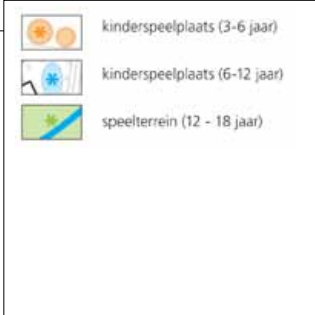 kinderspeelplaats (3-6 jaar)
kinderspeelplaats (6-12 jaar)
speelterrein (12 - 18 jaar)